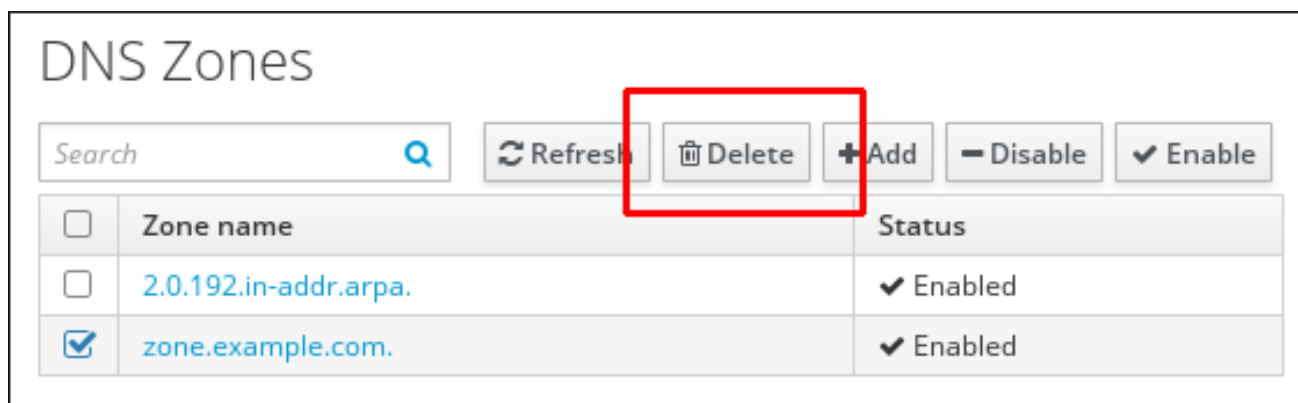 DNS Zones
Search Refresh Delete Add Disable Enable
Zone name Status
2.0.192.in-addr.arpa. Enabled
zone.example.com. Enabled